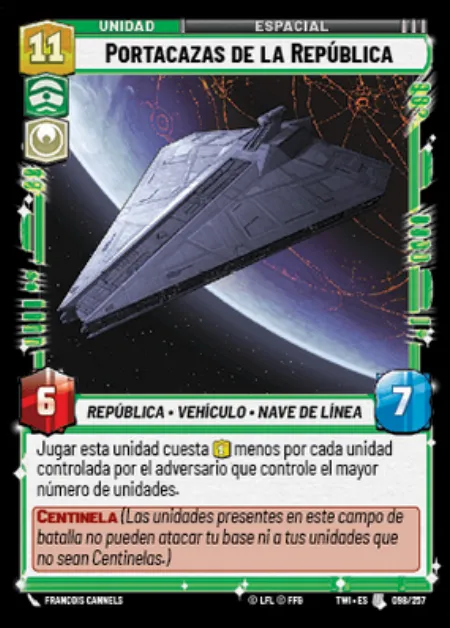 UNIDAD
ESPACIAL
11
PORTACAZAS DE LA REPÚBLICA
6
REPÚBLICA • VEHÍCULO • NAVE DE LÍNEA
7
Jugar esta unidad cuesta 1 menos por cada unidad
controlada por el adversario que controle el mayor
número de unidades.
CENTINELA (Las unidades presentes en este campo de
batalla no pueden atacar tu base ni a tus unidades que
no sean Centinelas.)
FRANCOIS CANNELS
© LFL © FFG
TWI • ES
098/257